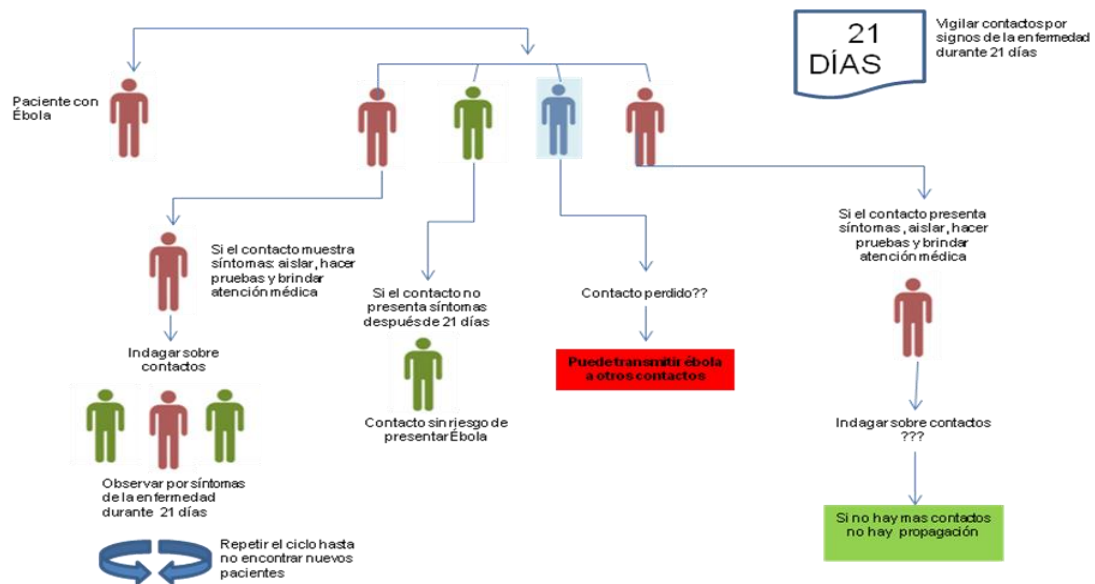 21
DÍAS
Vigilar contactos por
signos de la enfermedad
durante 21 días
Paciente con
Ébola
Si el contacto muestra
síntomas: aislar, hacer
pruebas y brindar
atención médica
Indagar sobre
contactos
Observar por síntomas
de la enfermedad
durante 21 días
Repetir el ciclo hasta
no encontrar nuevos
pacientes
Si el contacto no
presenta síntomas
después de 21 días
Contacto sin riesgo de
presentar Ébola
Contacto perdido??
Puede transmitir ébola
a otros contactos
Si el contacto presenta
síntomas , aislar, hacer
pruebas y brindar
atención médica
Indagar sobre contactos
???
Si no hay mas contactos
no hay propagación